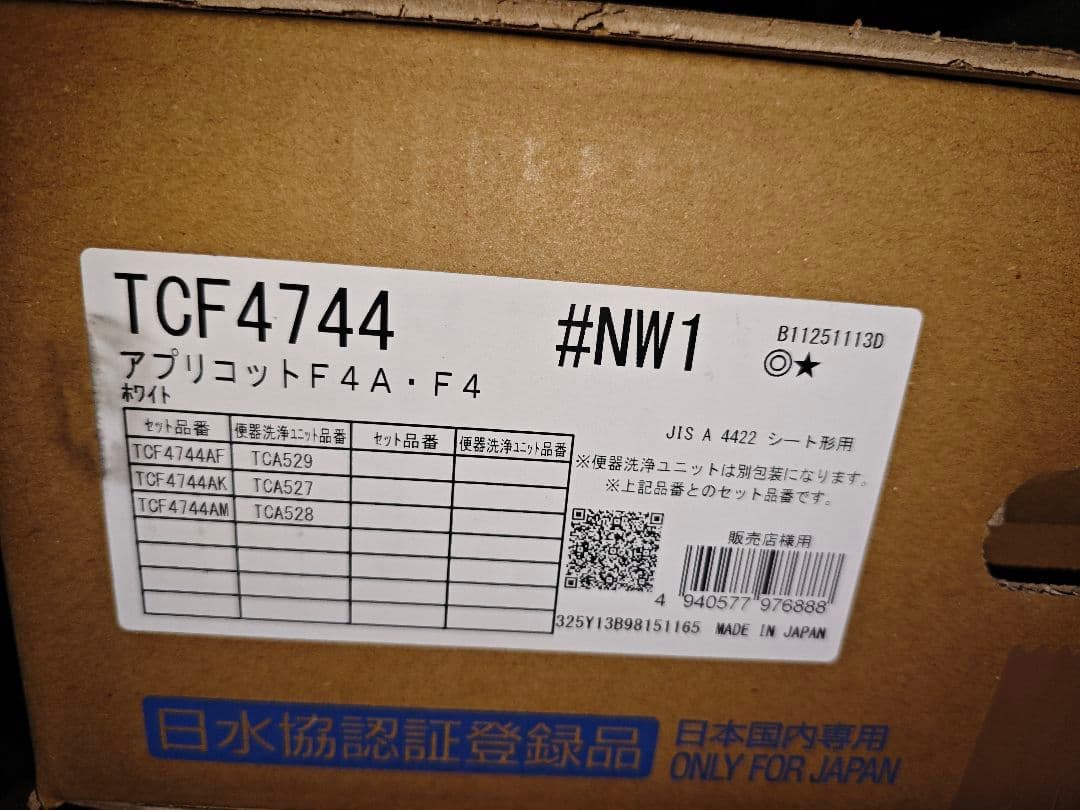 TCF4744
#NW1
B11251113D
◎★
アプリコットF4A・F4
ホワイト
JIS A 4422 シート形用
セット品番 便器洗浄ユニット品番 セット品番 便器洗浄ユニット品番
TCF4744AF TCA529
TCF4744AK TCA527
TCF4744AM TCA528
※便器洗浄ユニットは別包装になります。
※上記品番とのセット品番です。
販売店様用
4 940577 976888
325Y13B98151165 MADE IN JAPAN
日水協認証登録品
日本国内専用
ONLY FOR JAPAN